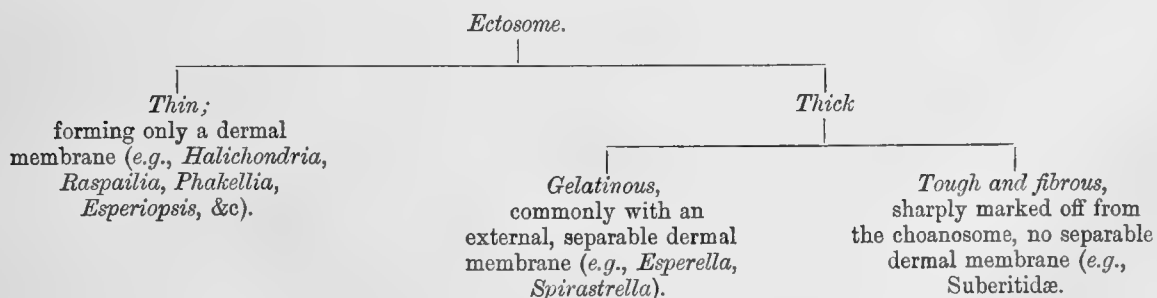 Ectosome.
Thin;
forming only a dermal
membrane (e.g., Halichondria,
Raspailia, Phakellia,
Esperiopsis, &c).
Thick
Gelatinous,
commonly with an
external, separable dermal
membrane (e.g., Esperella,
Spirastrella).
Tough and fibrous,
sharply marked off from
the choanosome, no separable
dermal membrane (e.g.,
Suberitidæ.